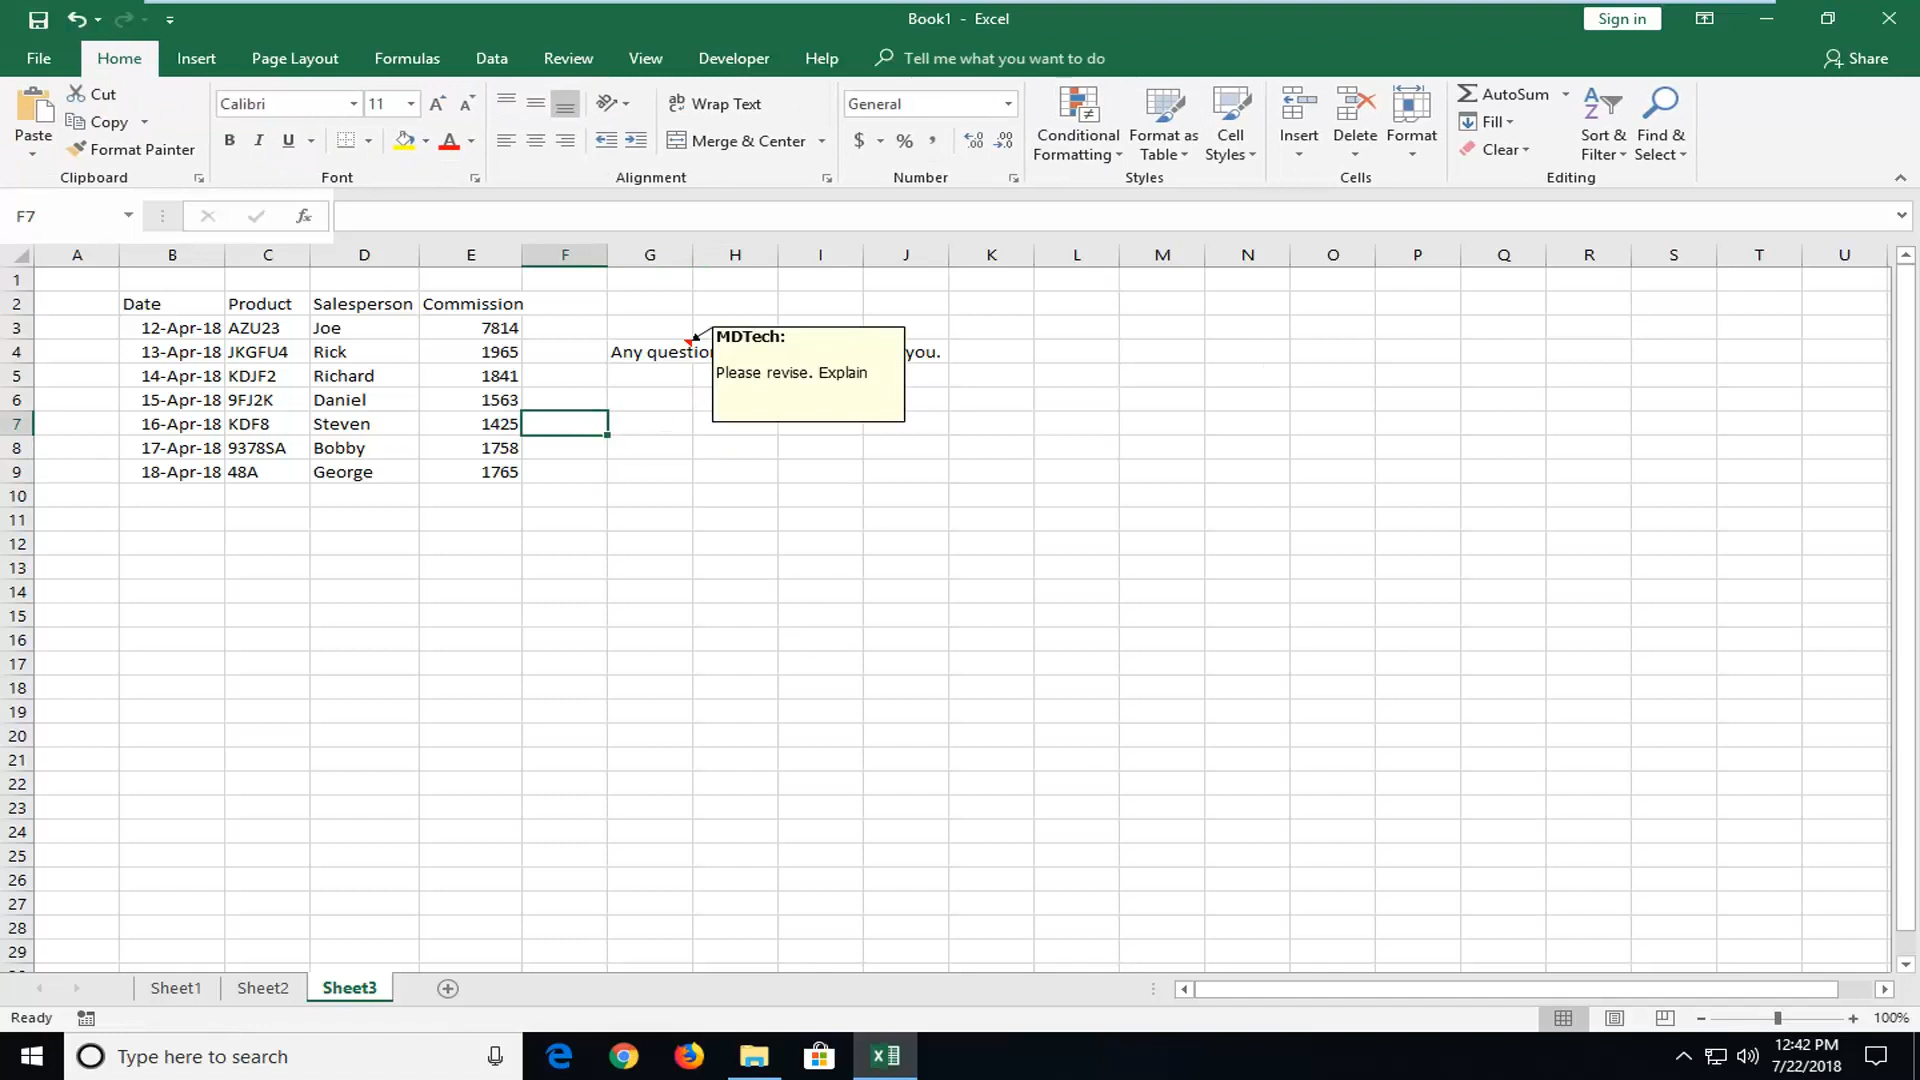 Book1 - Excel
Sign in
File Home Insert Page Layout Formulas Data Review View Developer Help Tell me what you want to do Share
Paste
Cut
Copy
Format Painter
Clipboard
Calibri 11
B I U
Font
ab Wrap Text
Merge & Center
Alignment
General
$ % ,
Number
Conditional Formatting
Format as Table
Cell Styles
Styles
Insert Delete Format
Cells
AutoSum
Fill
Clear
Sort & Filter
Find & Select
Editing
F7 fx
A B C D E F G H I J K L M N O P Q R S T U
1
2 Date Product Salesperson Commission
3 12-Apr-18 AZU23 Joe 7814
4 13-Apr-18 JKGFU4 Rick 1965 Any questio you.
5 14-Apr-18 KDJF2 Richard 1841
6 15-Apr-18 9FJ2K Daniel 1563
7 16-Apr-18 KDF8 Steven 1425
8 17-Apr-18 9378SA Bobby 1758
9 18-Apr-18 48A George 1765
MDTech:
Please revise. Explain
10
11
12
13
14
15
16
17
18
19
20
21
22
23
24
25
26
27
28
29
Sheet1 Sheet2 Sheet3
Ready 100%
Type here to search
12:42 PM
7/22/2018